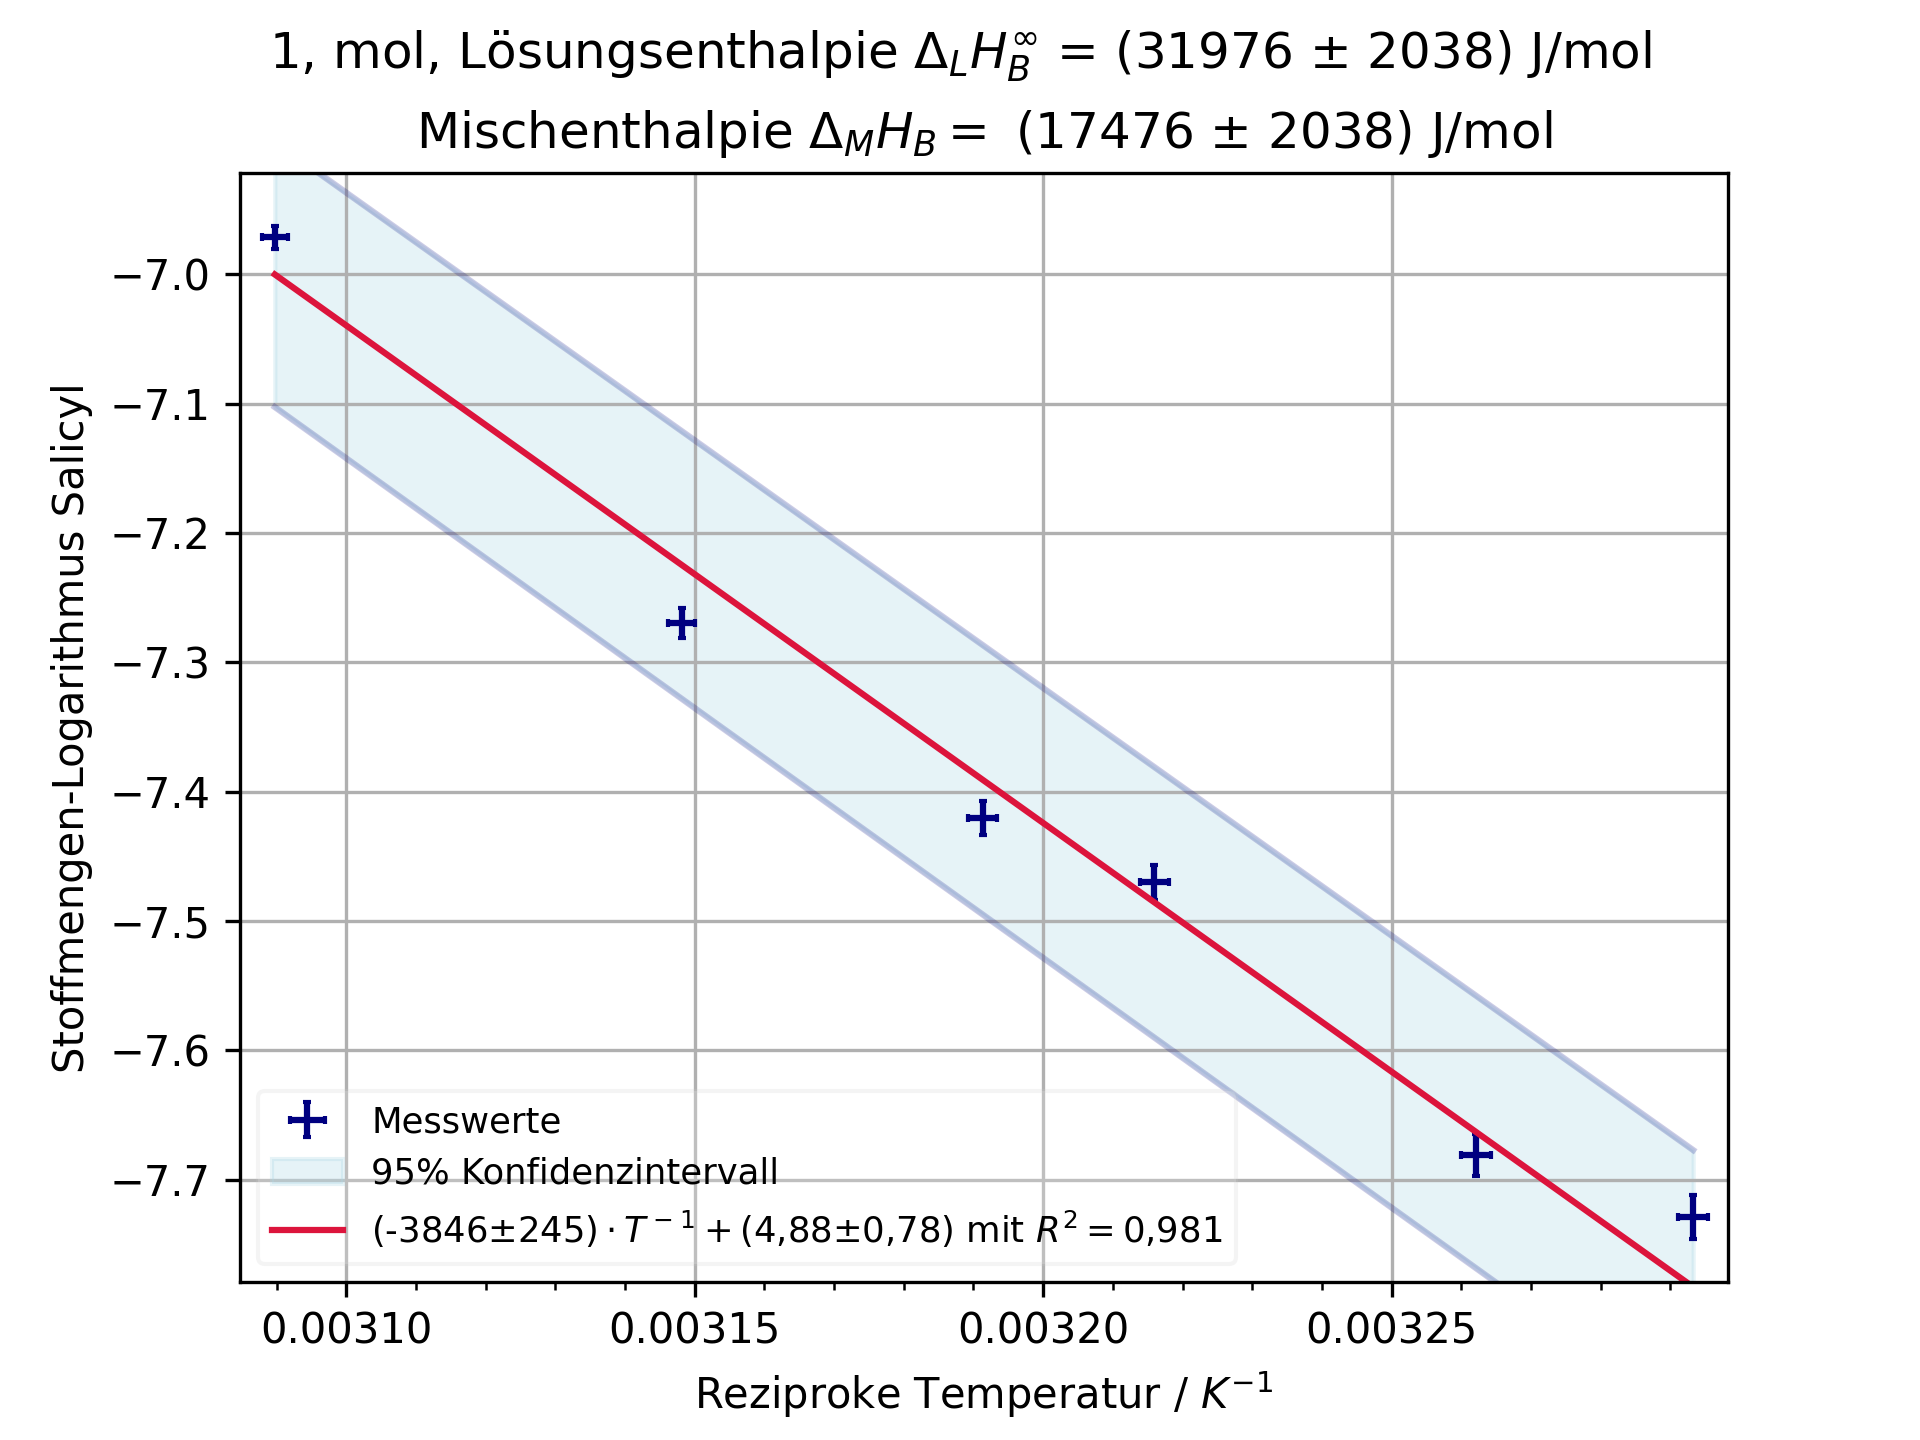 1, mol, Lösungsenthalpie Δ_L H_B^∞ = (31976 ± 2038) J/mol
Mischenthalpie Δ_M H_B = (17476 ± 2038) J/mol
Stoffmengen-Logarithmus Salicyl
−7.0
−7.1
−7.2
−7.3
−7.4
−7.5
−7.6
−7.7
Messwerte
95% Konfidenzintervall
(-3846±245) · T^−1 + (4,88±0,78) mit R^2 = 0,981
0.00310 0.00315 0.00320 0.00325
Reziproke Temperatur / K^−1